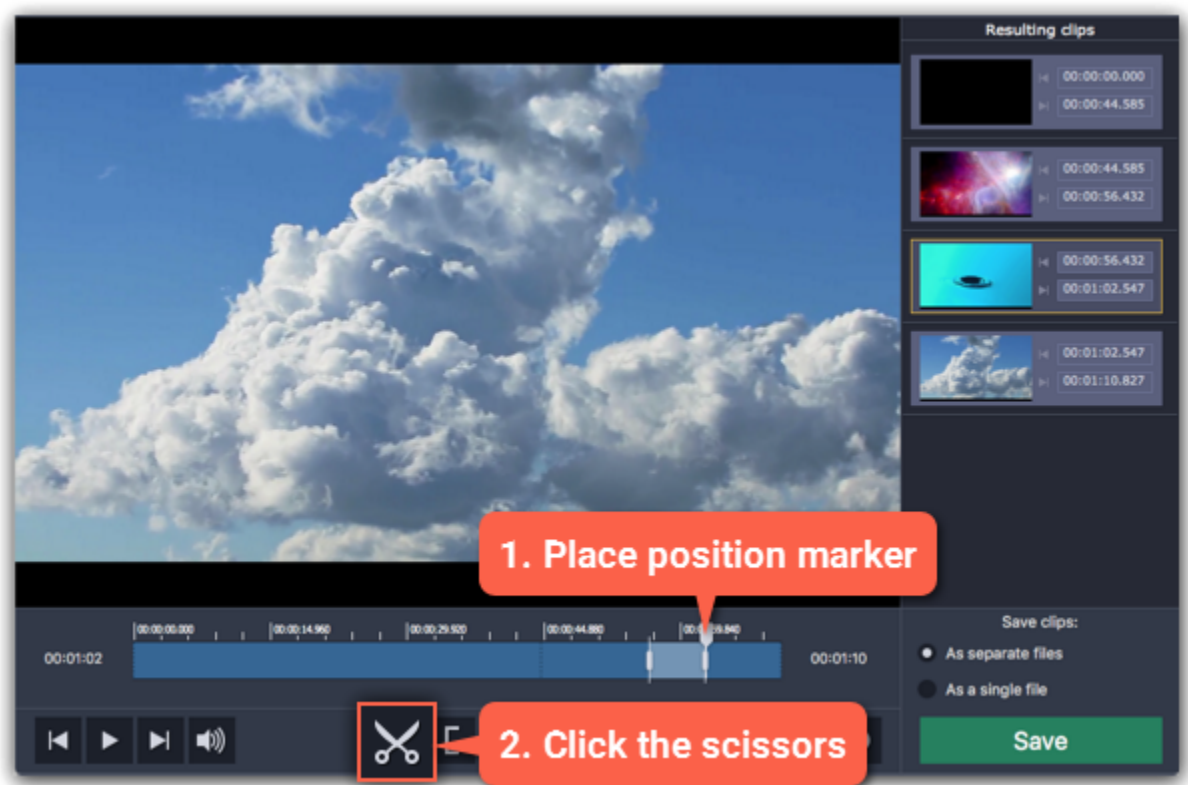 Resulting clips
00:00:00.000
00:00:44.585
00:00:44.585
00:00:56.432
00:00:56.432
00:01:02.547
00:01:02.547
00:01:10.827
1. Place position marker
00:00:00.000 00:00:14.960 00:00:29.920 00:00:44.880
00:01:02
00:01:10
2. Click the scissors
Save clips:
As separate files
As a single file
Save